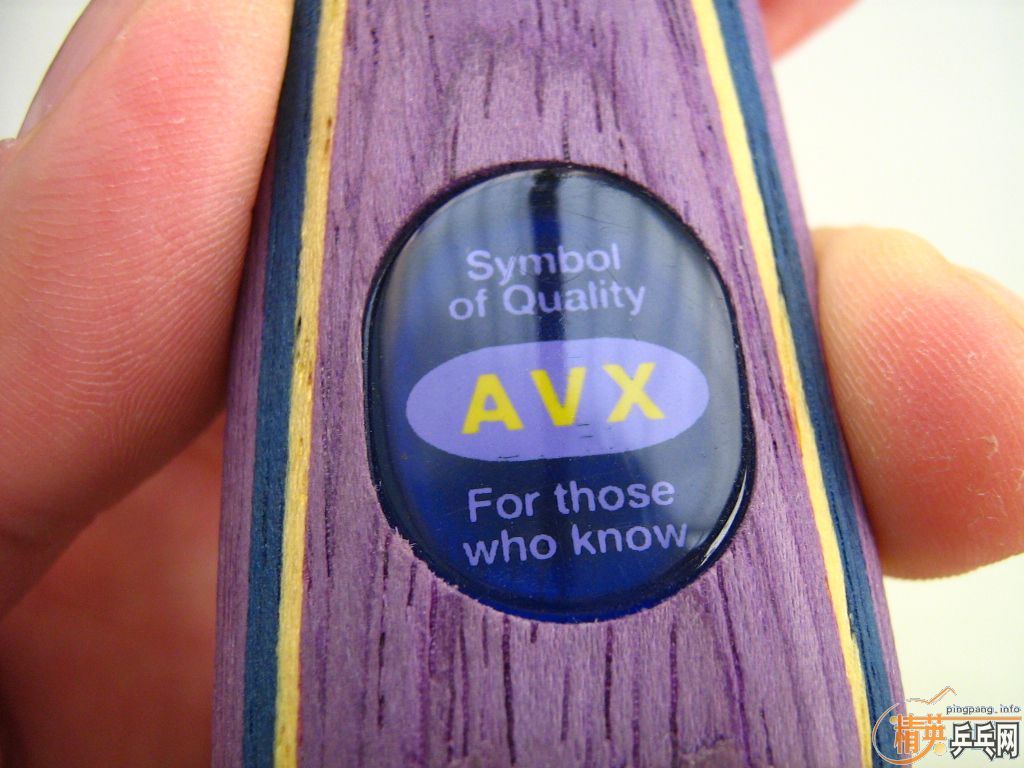 Symbol
of Quality
AVX
For those
who know
pingpang.info
精英乒乓网